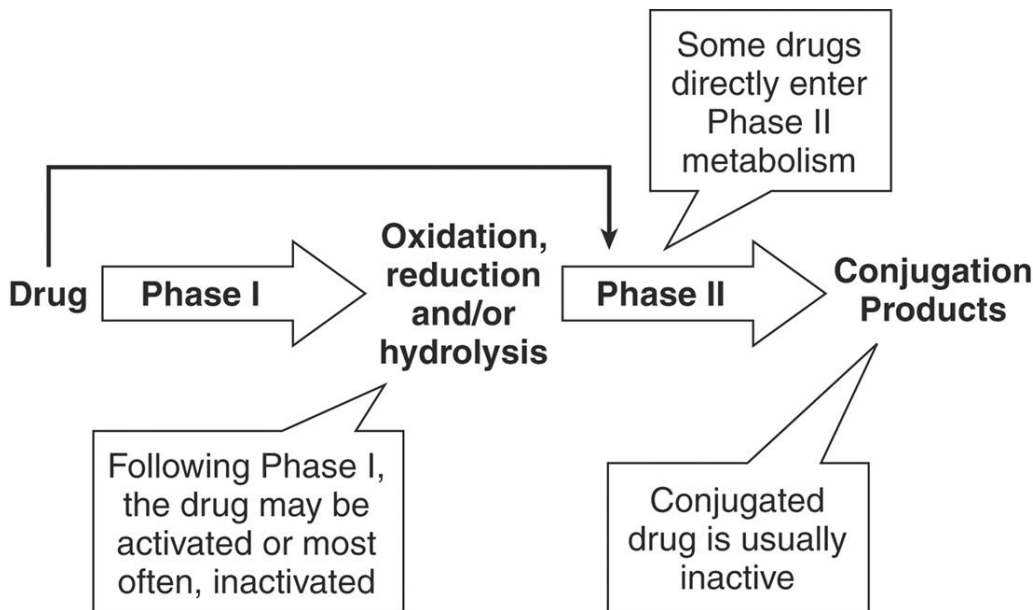 Some drugs
directly enter
Phase II
metabolism
Drug
Phase I
Oxidation,
reduction
and/or
hydrolysis
Phase II
Conjugation
Products
Following Phase I,
the drug may be
activated or most
often, inactivated
Conjugated
drug is usually
inactive